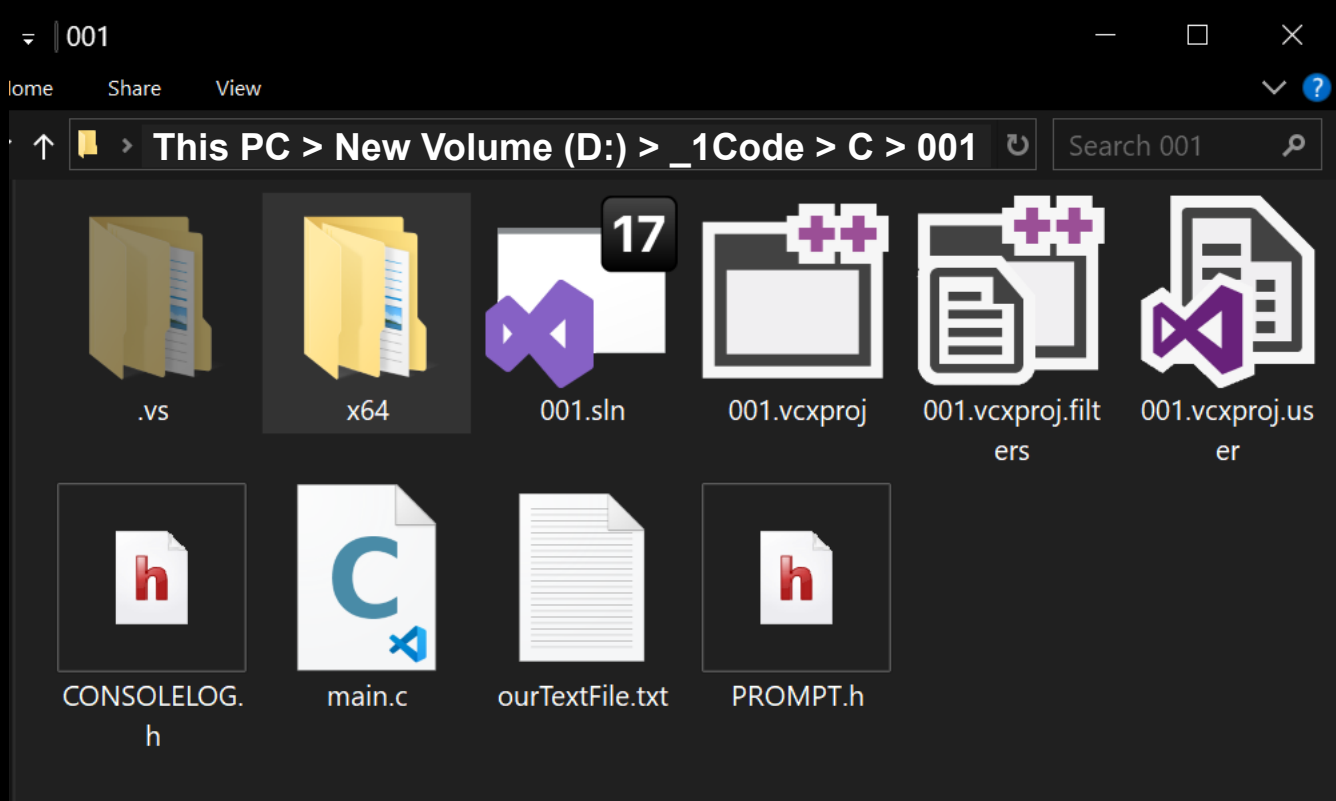 001
Home Share View
?
This PC > New Volume (D:) > _1Code > C > 001 Search 001
17
.vs x64 001.sln 001.vcxproj 001.vcxproj.filt 001.vcxproj.us
ers er
h C h
CONSOLELOG. main.c ourTextFile.txt PROMPT.h
h